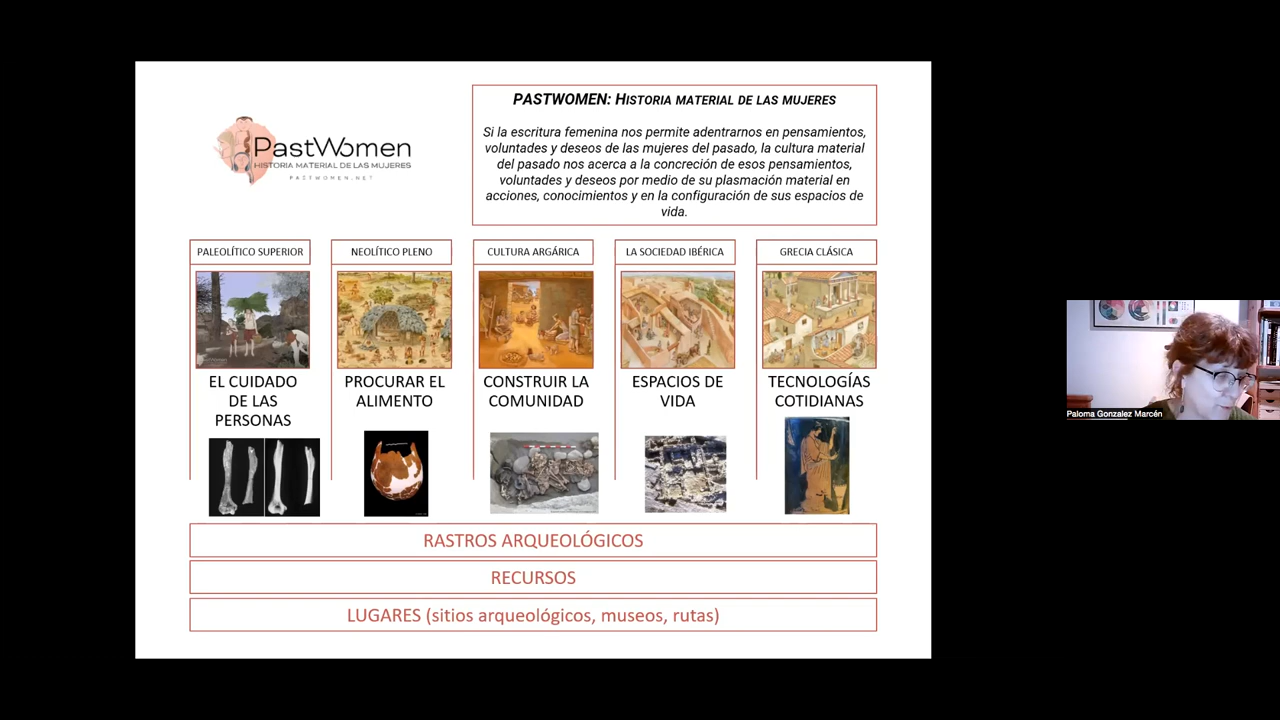 PastWomen
HISTORIA MATERIAL DE LAS MUJERES
PASTWOMEN.NET
PASTWOMEN: HISTORIA MATERIAL DE LAS MUJERES
Si la escritura femenina nos permite adentrarnos en pensamientos,
voluntades y deseos de las mujeres del pasado, la cultura material
del pasado nos acerca a la concreción de esos pensamientos,
voluntades y deseos por medio de su plasmación material en
acciones, conocimientos y en la configuración de sus espacios de
vida.
PALEOLÍTICO SUPERIOR
NEOLÍTICO PLENO
CULTURA ARGÁRICA
LA SOCIEDAD IBÉRICA
GRECIA CLÁSICA
EL CUIDADO
DE LAS
PERSONAS
PROCURAR EL
ALIMENTO
CONSTRUIR LA
COMUNIDAD
ESPACIOS DE
VIDA
TECNOLOGÍAS
COTIDIANAS
RASTROS ARQUEOLÓGICOS
RECURSOS
LUGARES (sitios arqueológicos, museos, rutas)
Paloma Gonzalez Marcén